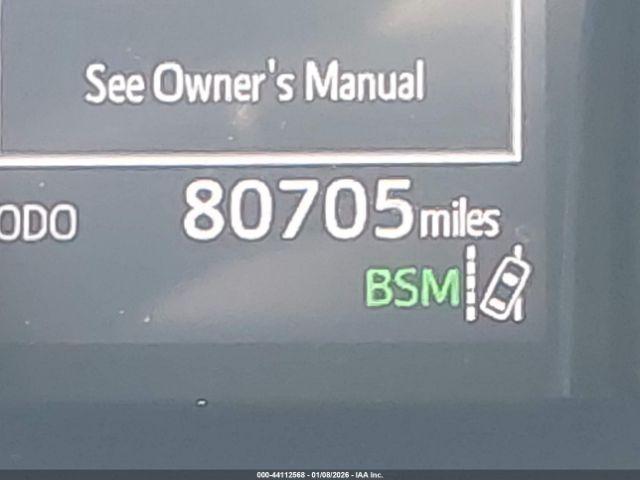 See Owner's Manual
ODO 80705 miles
BSM
000-44112568 - 01/08/2026 - IAA Inc.